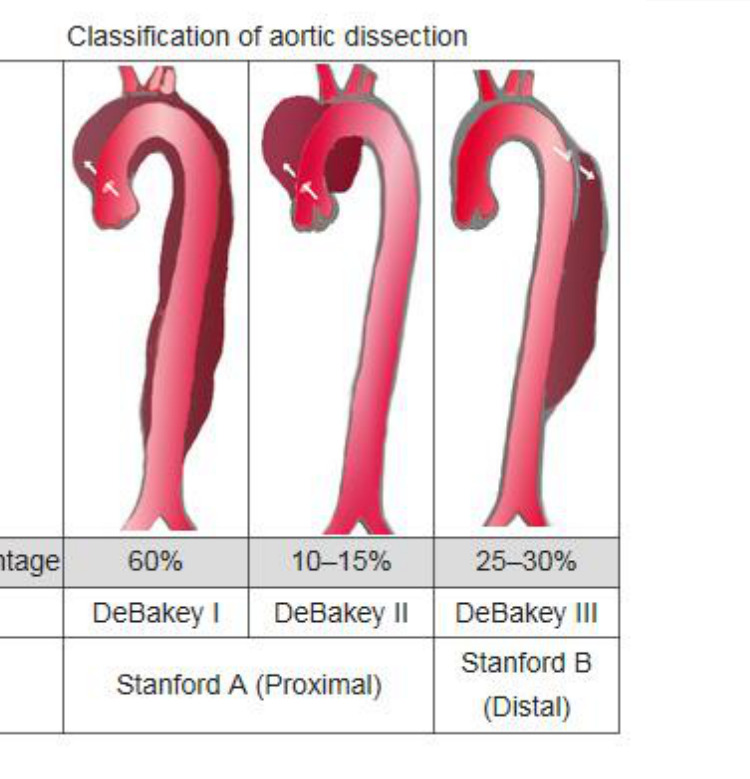 Classification of aortic dissection
ntage 60% 10–15% 25–30%
DeBakey I DeBakey II DeBakey III
Stanford A (Proximal) Stanford B
(Distal)